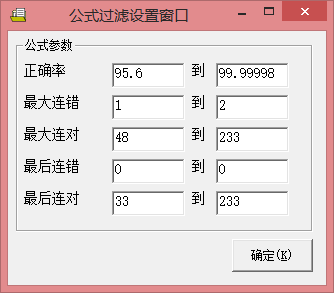 公式过滤设置窗口
公式参数
正确率 95.6 到 99.99998
最大连错 1 到 2
最大连对 48 到 233
最后连错 0 到 0
最后连对 33 到 233
确定(K)